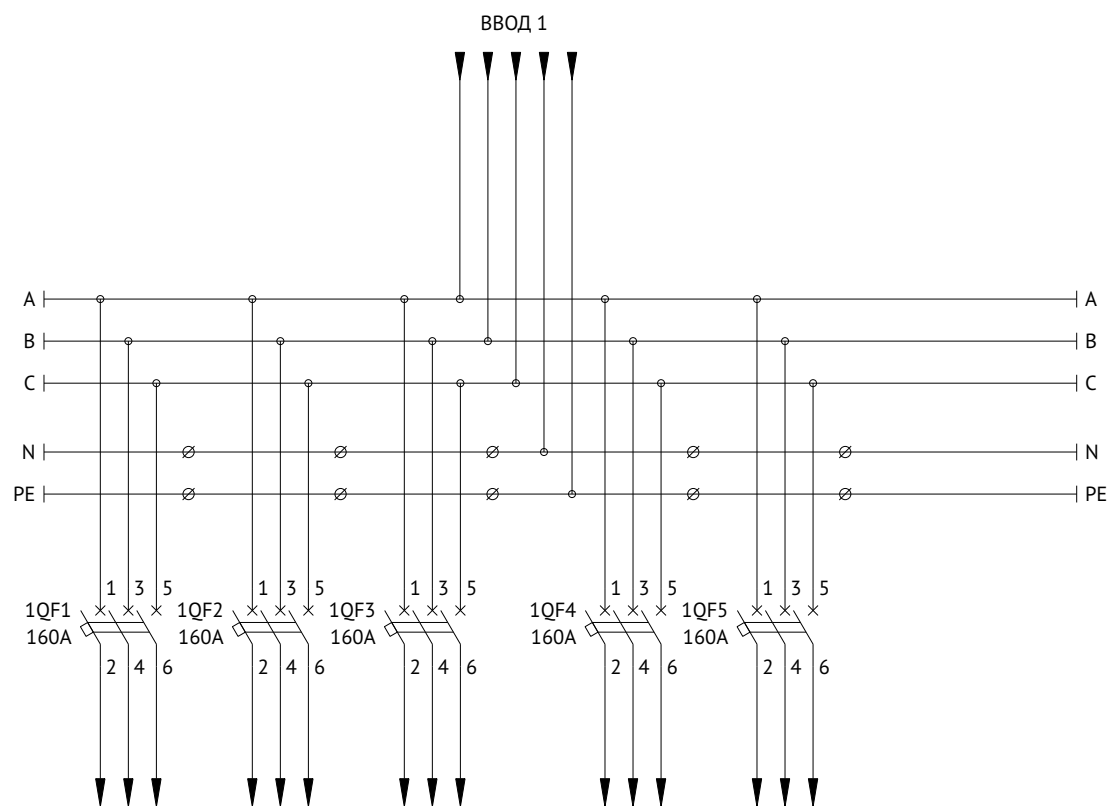 ВВОД 1
A A
B B
C C
N N
PE PE
1 3 5 1 3 5 1 3 5 1 3 5 1 3 5
1QF1 1QF2 1QF3 1QF4 1QF5
160A 160A 160A 160A 160A
2 4 6 2 4 6 2 4 6 2 4 6 2 4 6